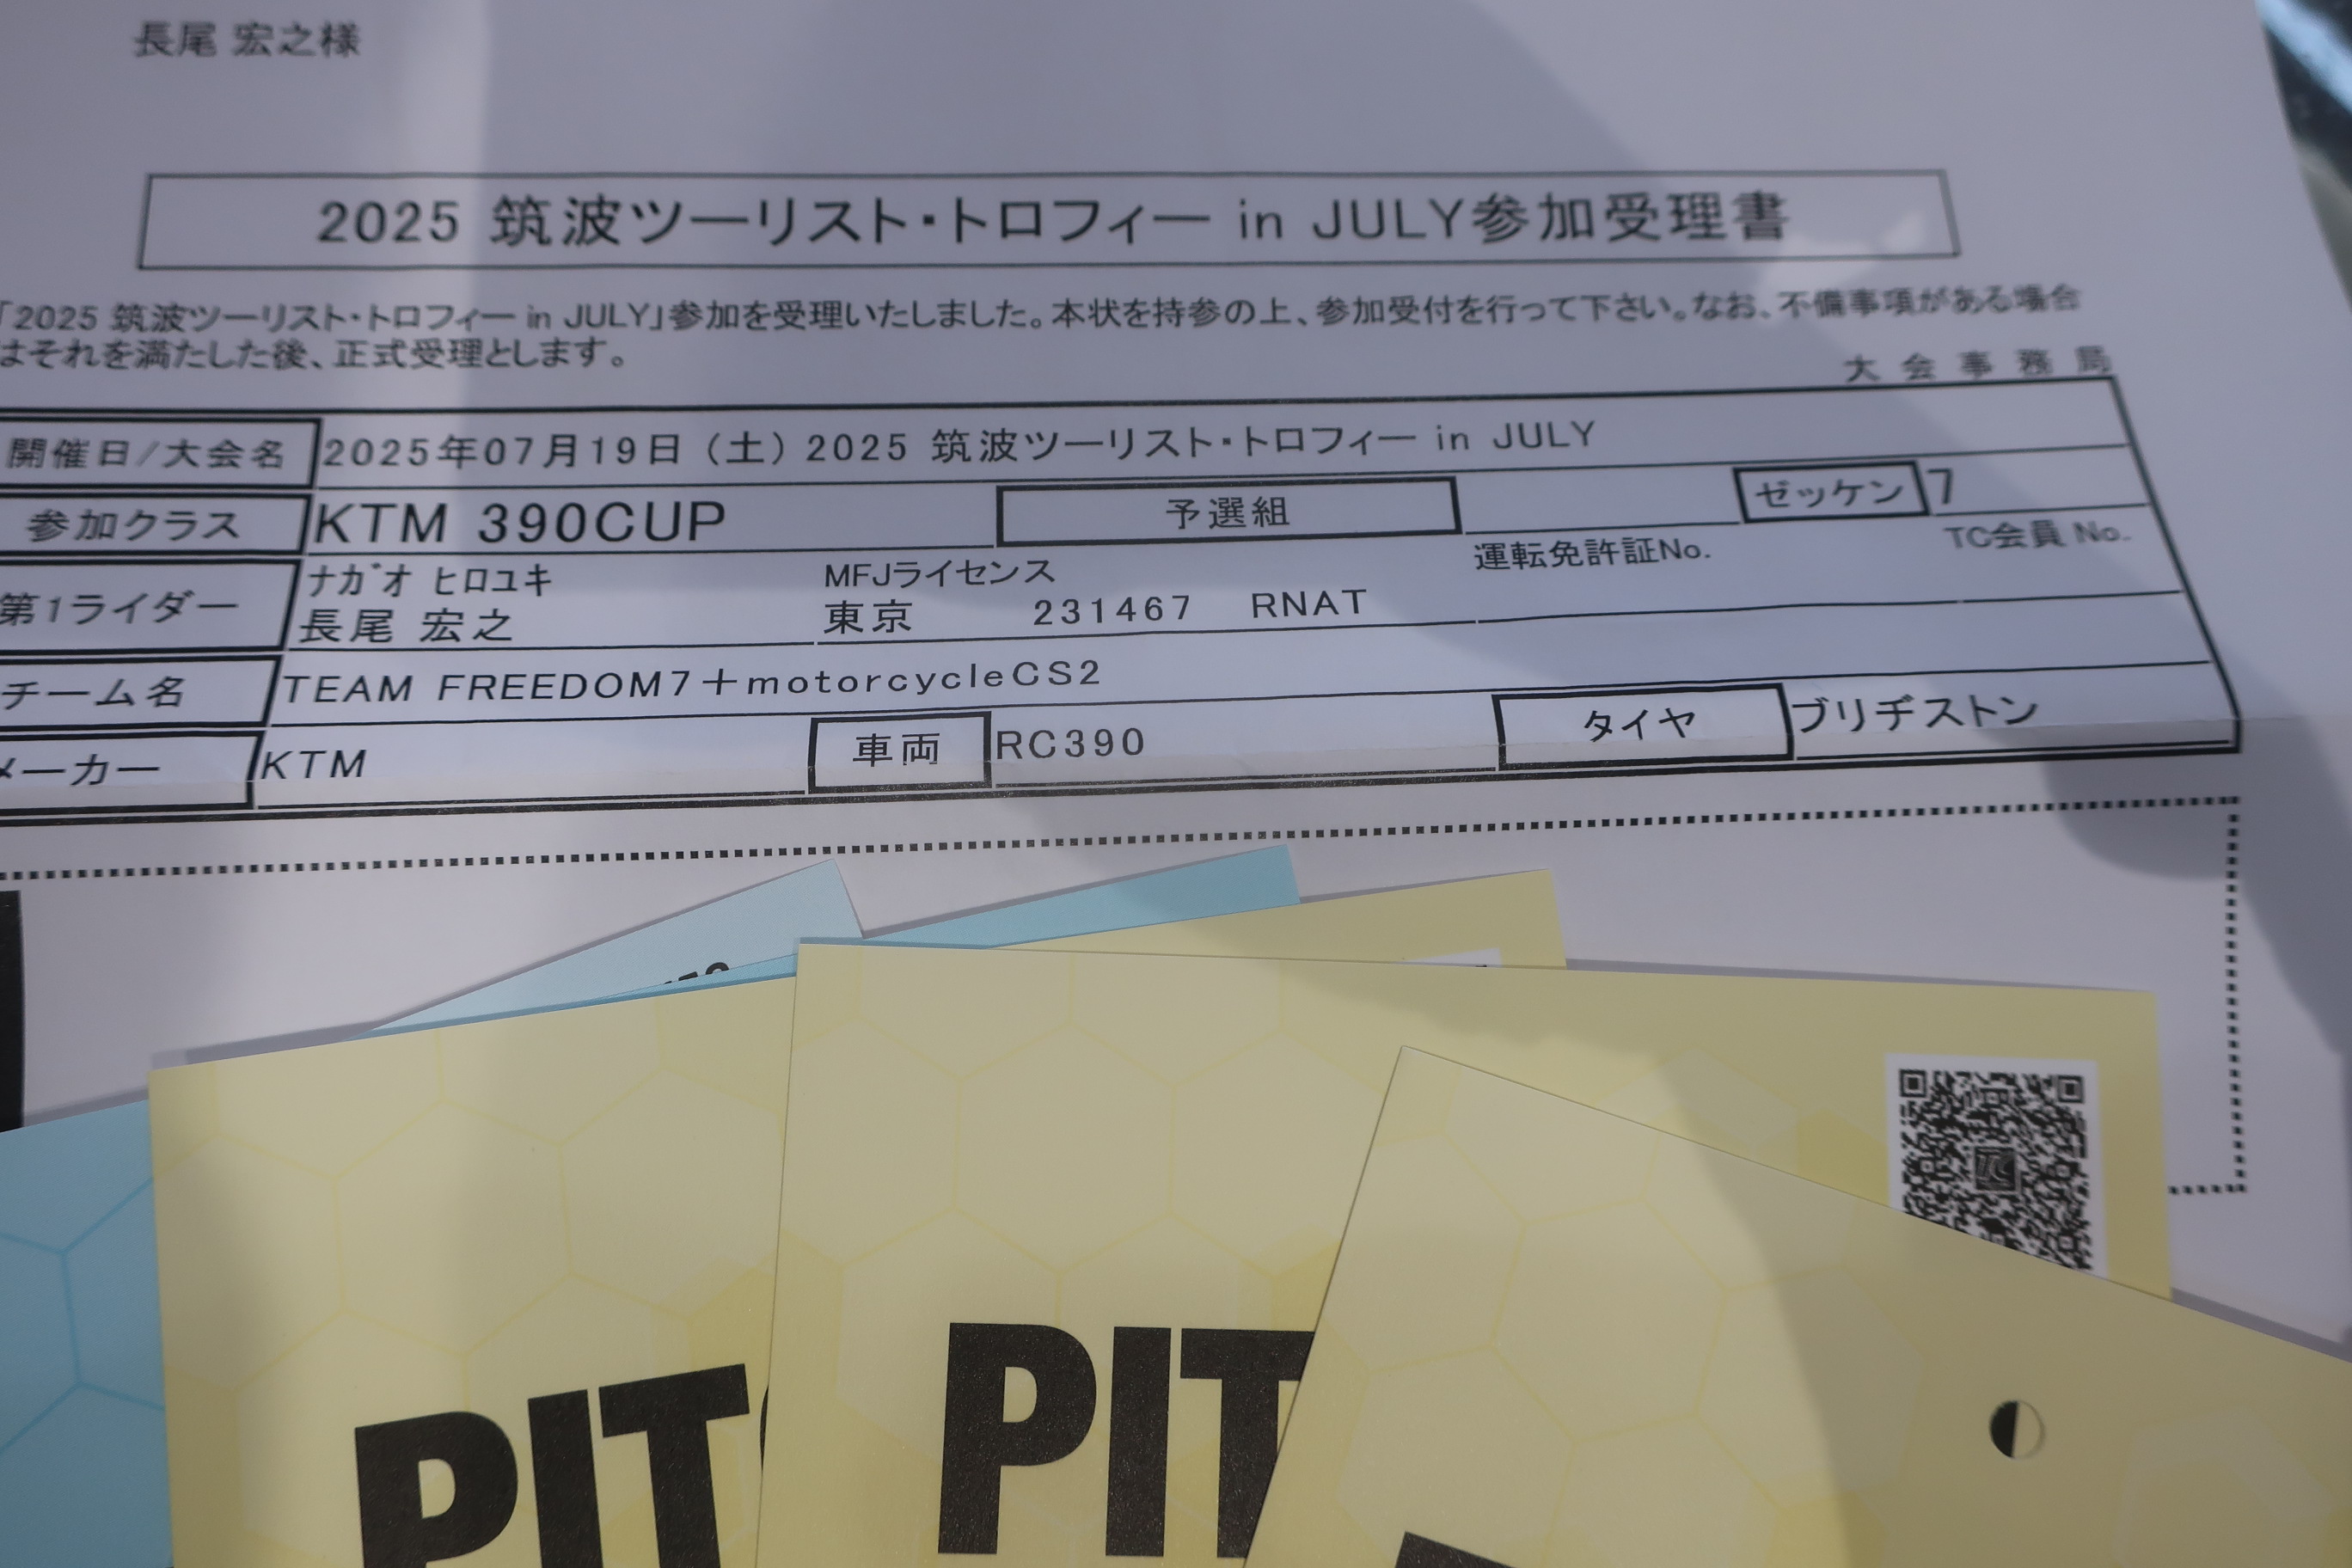 長尾 宏之様
2025 筑波ツーリスト・トロフィー in JULY参加受理書
「2025 筑波ツーリスト・トロフィー in JULY」参加を受理いたしました。本状を持参の上、参加受付を行って下さい。なお、不備事項がある場合
はそれを満たした後、正式受理とします。
大 会 事 務 局
開催日/大会名 2025年07月19日（土）2025 筑波ツーリスト・トロフィー in JULY
参加クラス KTM 390CUP 予選組 ゼッケン 7
第1ライダー ナガオ ヒロユキ MFJライセンス 運転免許証No. TC会員 No.
長尾 宏之 東京 231467 RNAT
チーム名 TEAM FREEDOM7＋motorcycleCS2
メーカー KTM 車両 RC390 タイヤ ブリヂストン
PIT
PIT